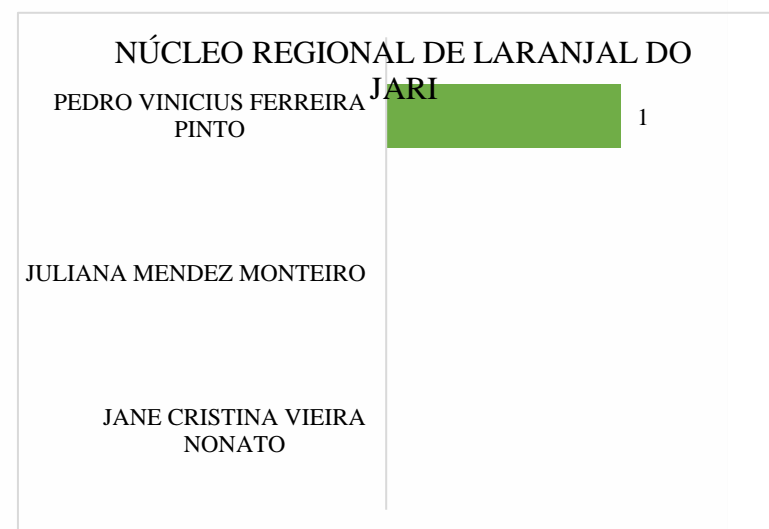 NÚCLEO REGIONAL DE LARANJAL DO
JARI
PEDRO VINICIUS FERREIRA
PINTO
1
JULIANA MENDEZ MONTEIRO
JANE CRISTINA VIEIRA
NONATO